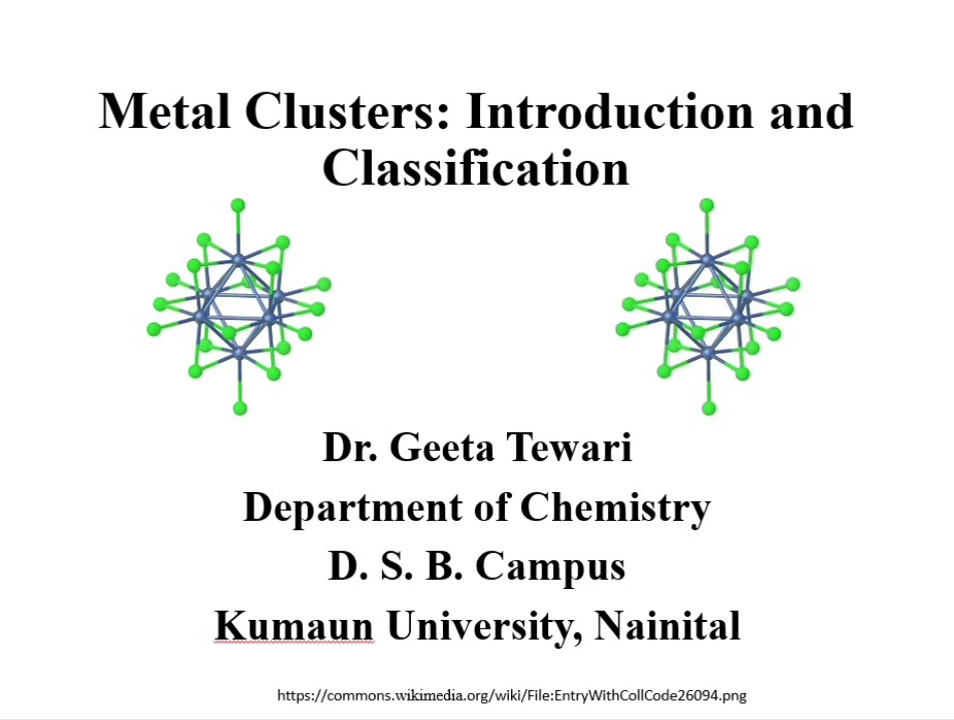 Metal Clusters: Introduction and
Classification
Dr. Geeta Tewari
Department of Chemistry
D. S. B. Campus
Kumaun University, Nainital
https://commons.wikimedia.org/wiki/File:EntryWithCollCode26094.png